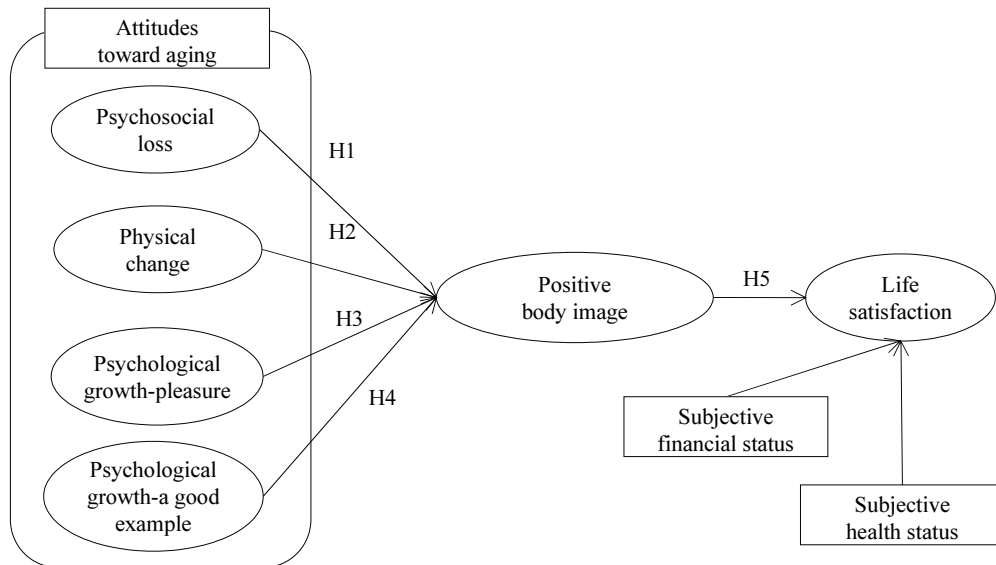 Attitudes
toward aging
Psychosocial
loss
H1
Physical
change
H2
Psychological
growth-pleasure
H3
Psychological
growth-a good
example
H4
Positive
body image
H5
Life
satisfaction
Subjective
financial status
Subjective
health status